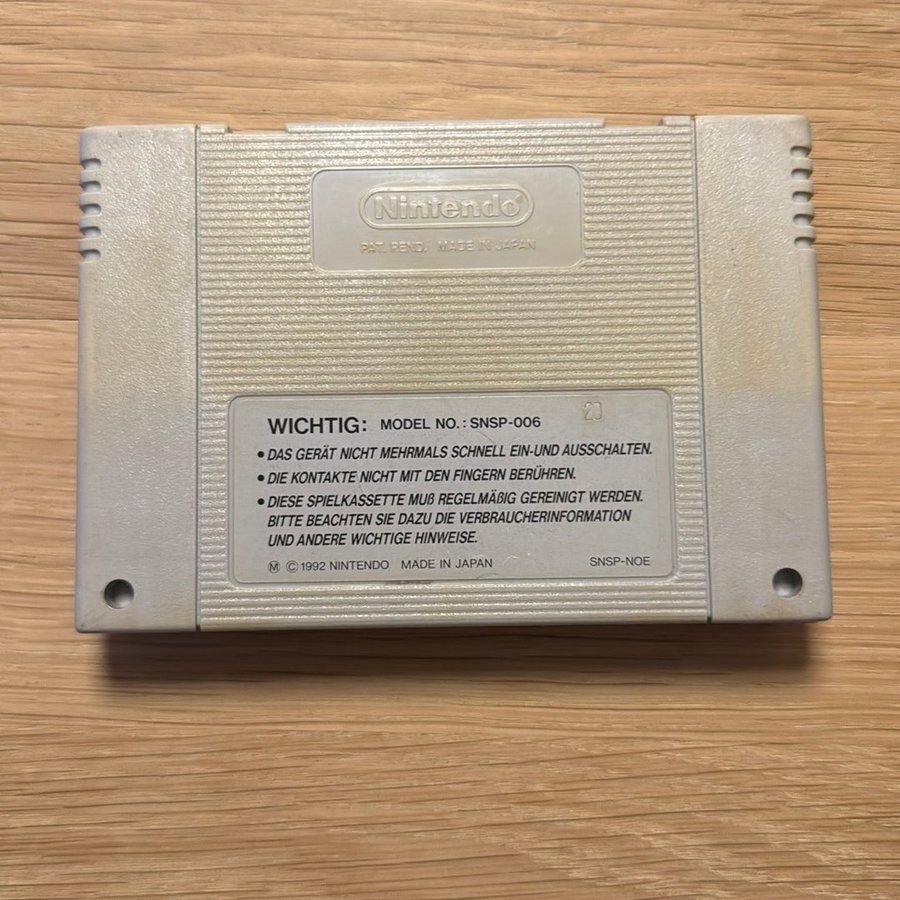 Nintendo®
PAT. PEND. MADE IN JAPAN
20
WICHTIG: MODEL NO.: SNSP-006
• DAS GERÄT NICHT MEHRMALS SCHNELL EIN-UND AUSSCHALTEN.
• DIE KONTAKTE NICHT MIT DEN FINGERN BERÜHREN.
• DIESE SPIELKASSETTE MUß REGELMÄßIG GEREINIGT WERDEN.
BITTE BEACHTEN SIE DAZU DIE VERBRAUCHERINFORMATION
UND ANDERE WICHTIGE HINWEISE.
Ⓜ © 1992 NINTENDO MADE IN JAPAN SNSP-NOE